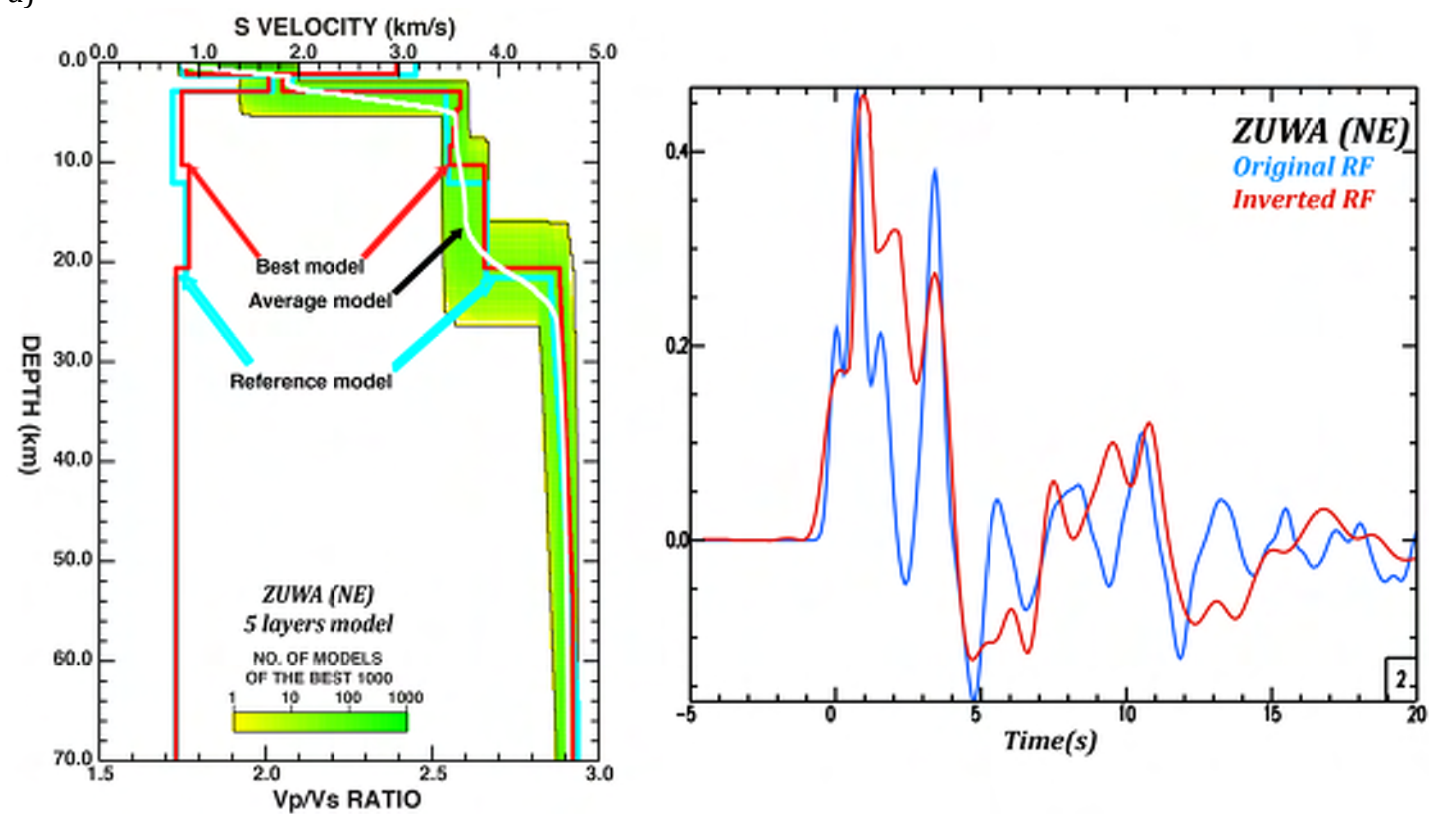 S VELOCITY (km/s)
0.0 1.0 2.0 3.0 4.0 5.0
0.0
10.0
20.0
30.0
40.0
50.0
60.0
70.0
DEPTH (km)
Best model
Average model
Reference model
ZUWA (NE)
5 layers model
NO. OF MODELS
OF THE BEST 1000
1 10 100 1000
1.5 2.0 2.5 3.0
Vp/Vs RATIO
ZUWA (NE)
Original RF
Inverted RF
0.4
0.2
0.0
2.
-5 0 5 10 15 20
Time(s)